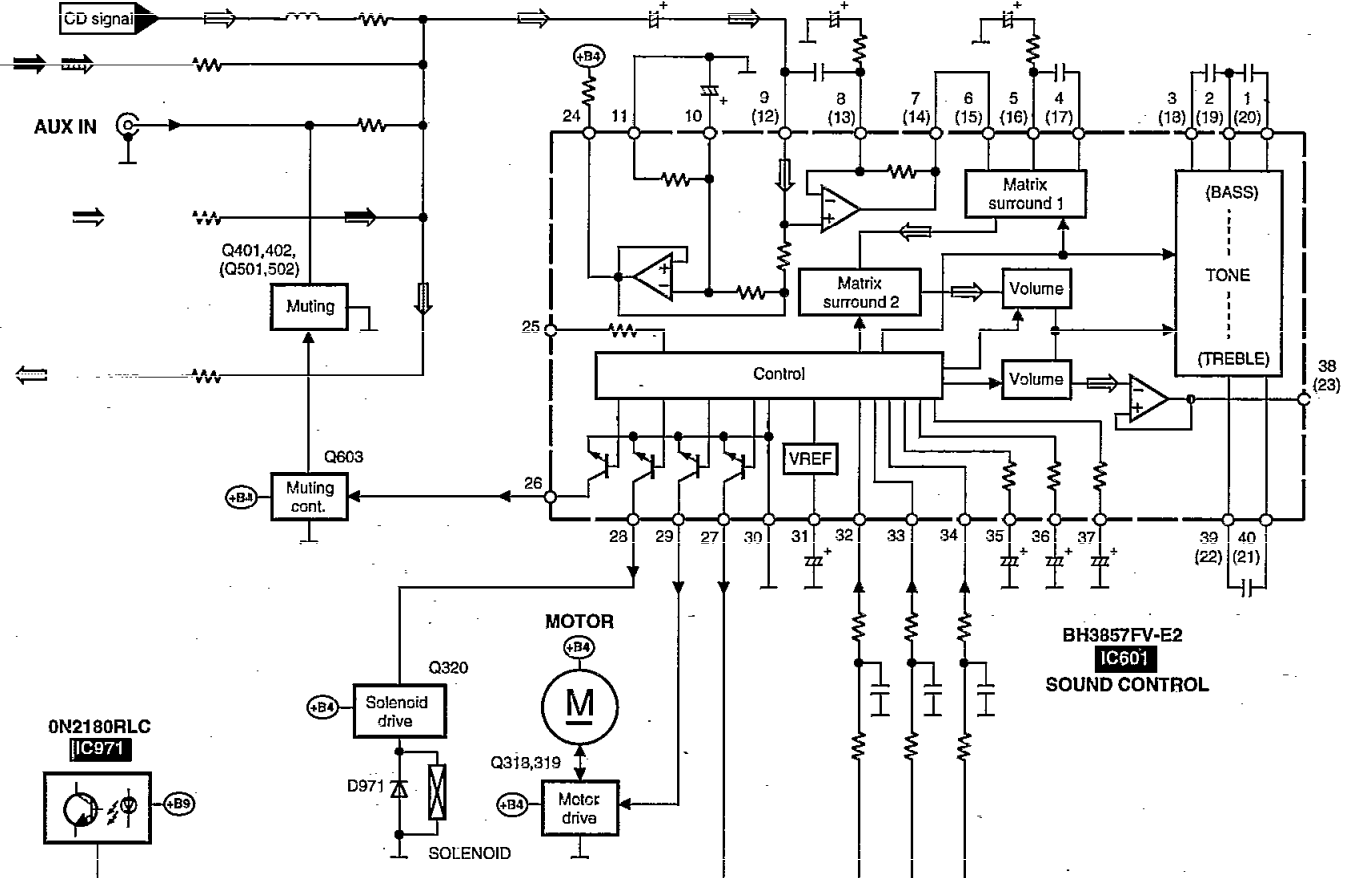 CD signal
+
+
+
+B4
AUX IN
24
11
10
+
9
(12)
8
(13)
7
(14)
6
(15)
5
(16)
4
(17)
3
(18)
2
(19)
1
(20)
Q401,402,
(Q501,502)
Muting
Matrix
surround 1
(BASS)
TONE
(TREBLE)
Matrix
surround 2
Volume
25
Control
Volume
38
(23)
Q603
+B4
Muting
cont.
26
VREF
28
29
27
30
31
+
32
33
34
35
+
36
+
37
+
39
(22)
40
(21)
MOTOR
+B4
M
BH3857FV-E2
IC601
SOUND CONTROL
Q320
+B4
Solenoid
drive
0N2180RLC
IC971
+B9
D971
SOLENOID
Q318,319
+B4
Motor
drive